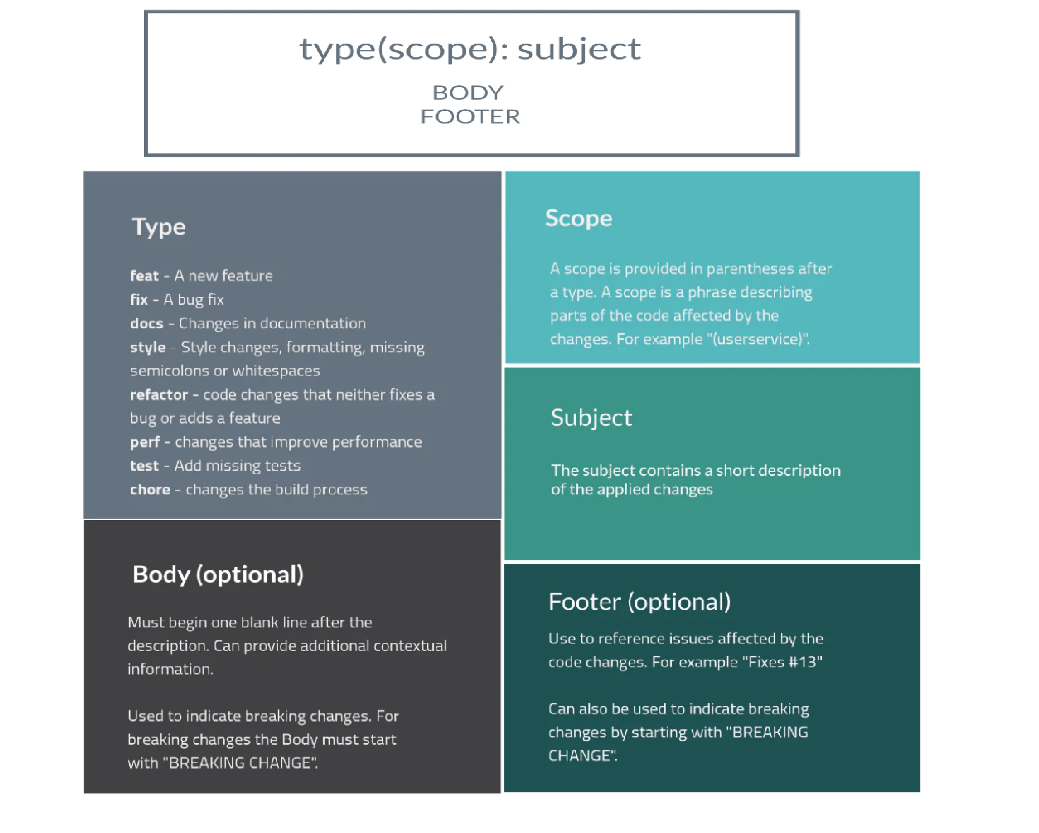 type(scope): subject
BODY
FOOTER
Type
feat - A new feature
fix - A bug fix
docs - Changes in documentation
style - Style changes, formatting, missing
semicolons or whitespaces
refactor - code changes that neither fixes a
bug or adds a feature
perf - changes that improve performance
test - Add missing tests
chore - changes the build process
Scope
A scope is provided in parentheses after
a type. A scope is a phrase describing
parts of the code affected by the
changes. For example "(userservice)".
Subject
The subject contains a short description
of the applied changes
Body (optional)
Must begin one blank line after the
description. Can provide additional contextual
information.
Used to indicate breaking changes. For
breaking changes the Body must start
with "BREAKING CHANGE".
Footer (optional)
Use to reference issues affected by the
code changes. For example "Fixes #13"
Can also be used to indicate breaking
changes by starting with "BREAKING
CHANGE".